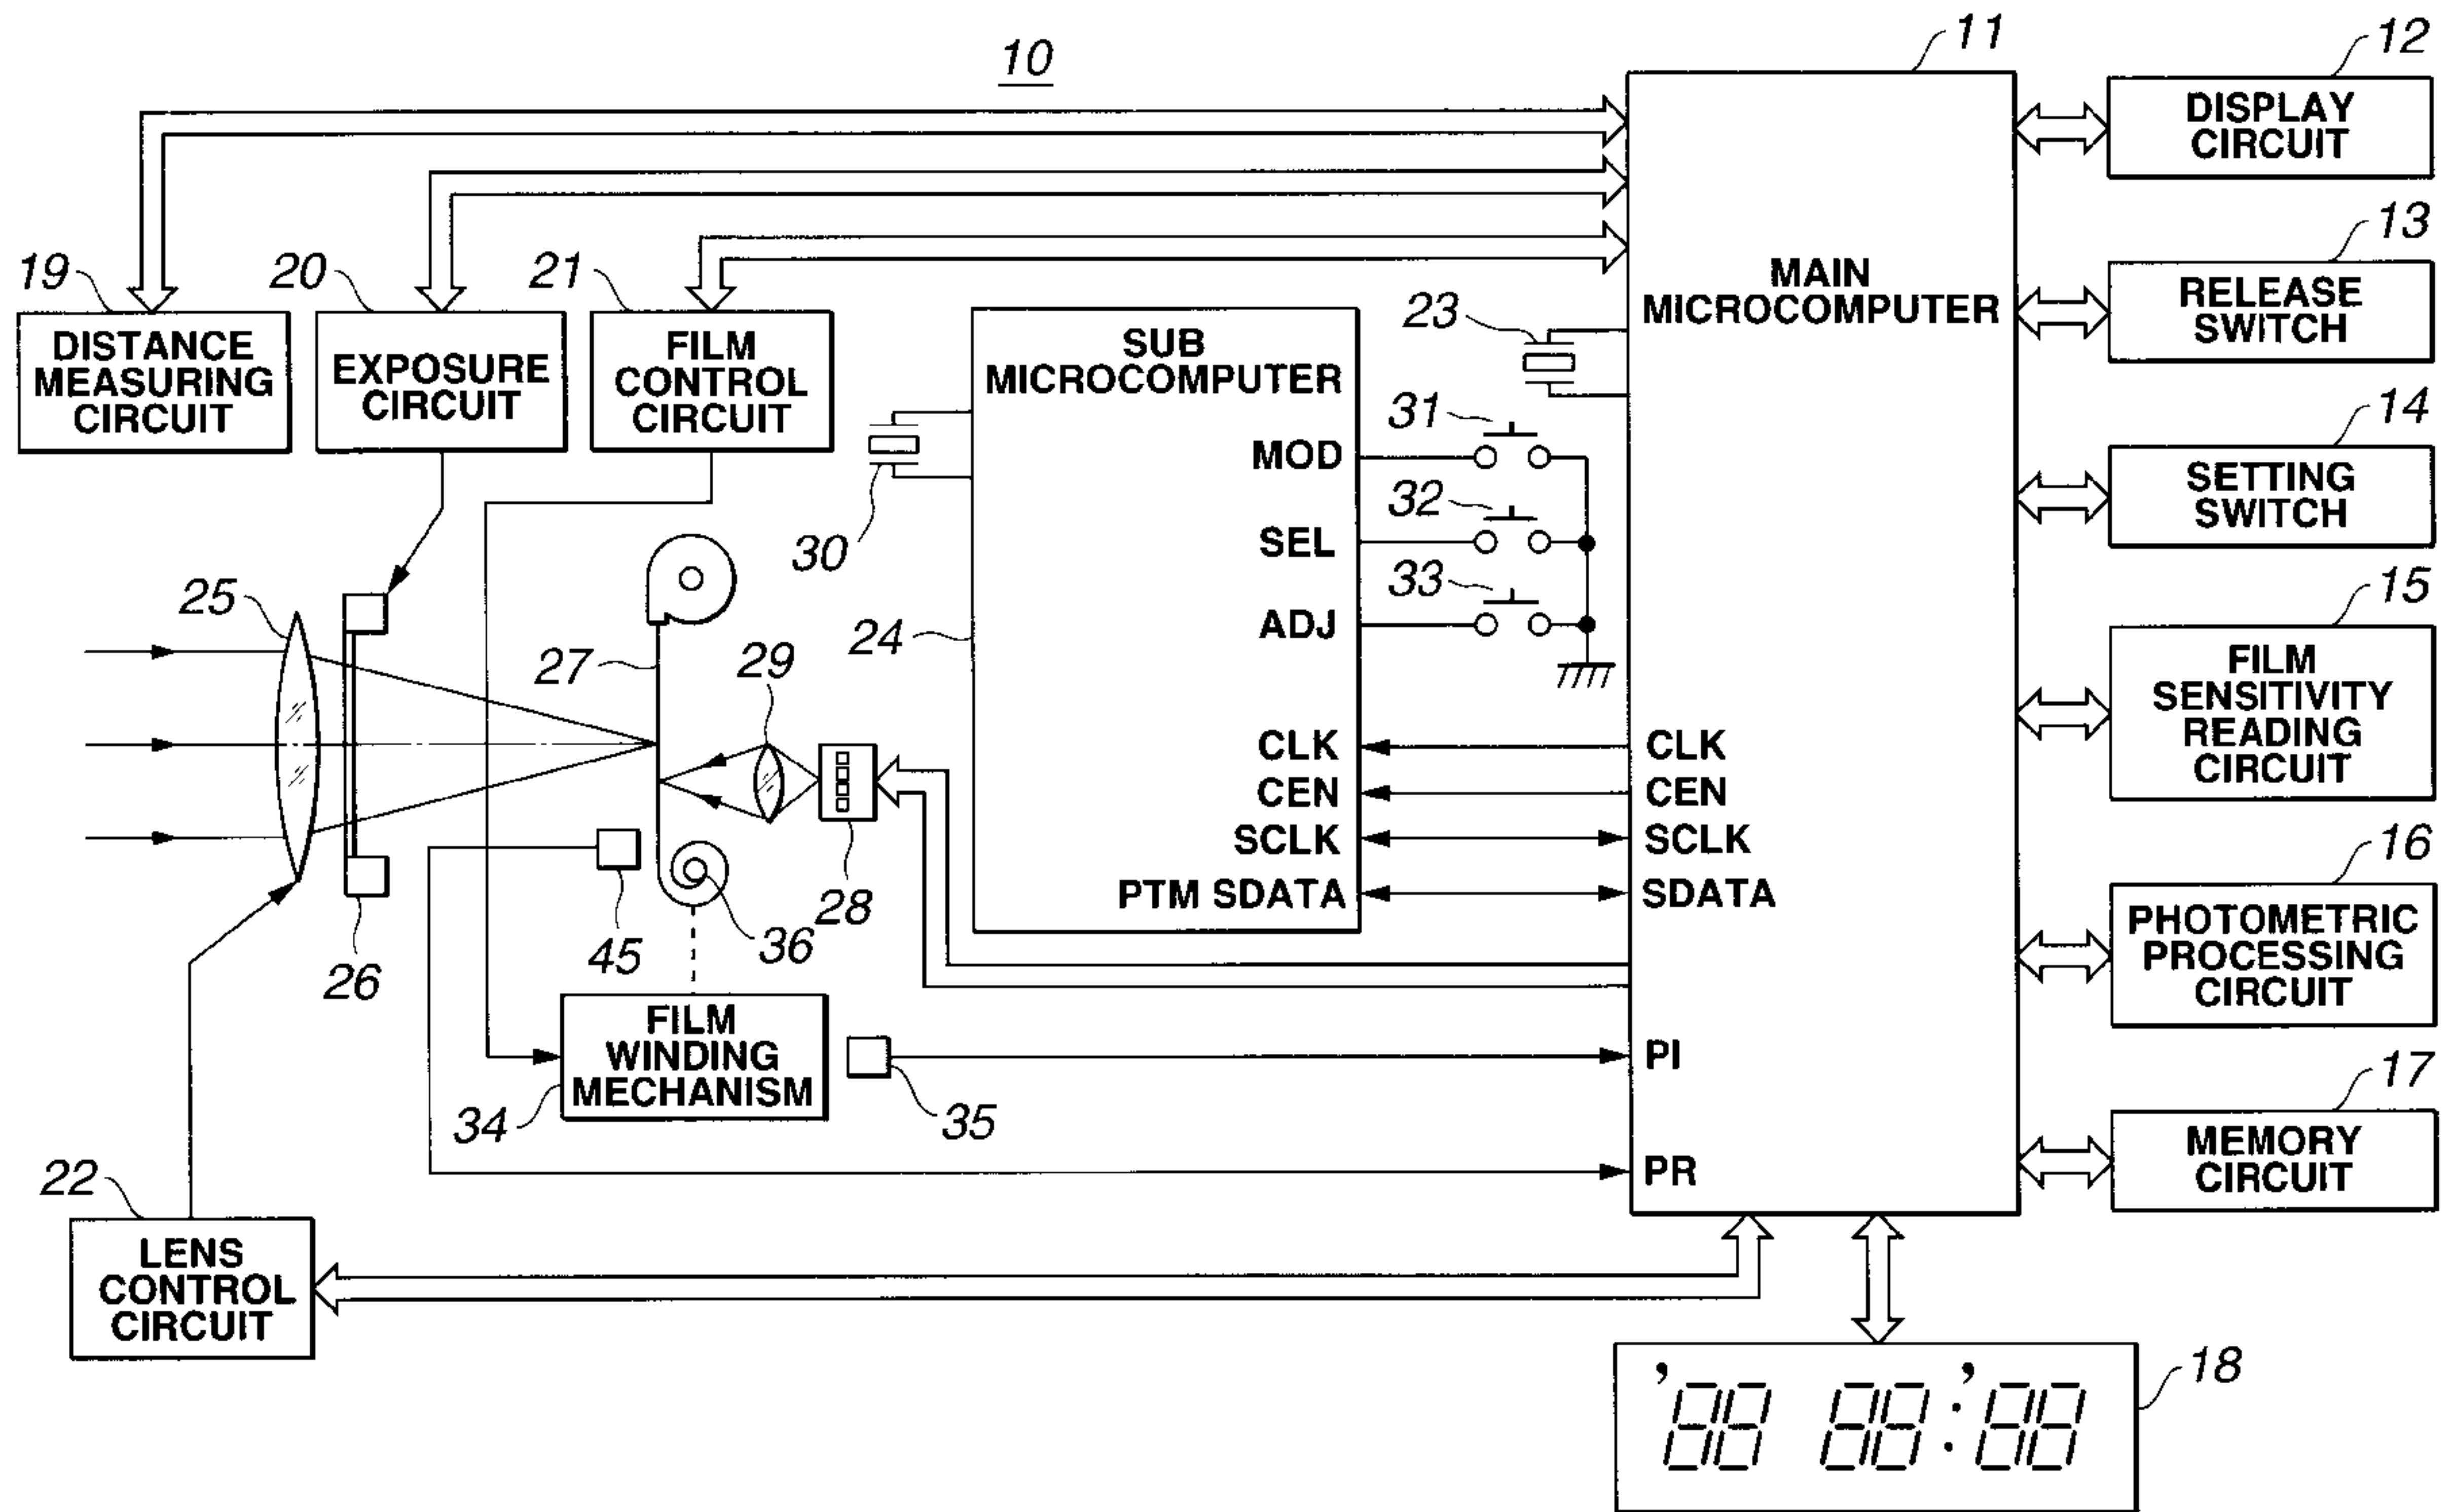 10
11
12
DISPLAY
CIRCUIT
13
RELEASE
SWITCH
14
SETTING
SWITCH
15
FILM
SENSITIVITY
READING
CIRCUIT
16
PHOTOMETRIC
PROCESSING
CIRCUIT
17
MEMORY
CIRCUIT
MAIN
MICROCOMPUTER
CLK
CEN
SCLK
SDATA
PI
PR
23
19
DISTANCE
MEASURING
CIRCUIT
20
EXPOSURE
CIRCUIT
21
FILM
CONTROL
CIRCUIT
SUB
MICROCOMPUTER
MOD
SEL
ADJ
CLK
CEN
SCLK
PTM SDATA
31
32
33
30
24
25
26
27
29
28
45
36
FILM
WINDING
MECHANISM
34
35
22
LENS
CONTROL
CIRCUIT
18
'88 88:'88